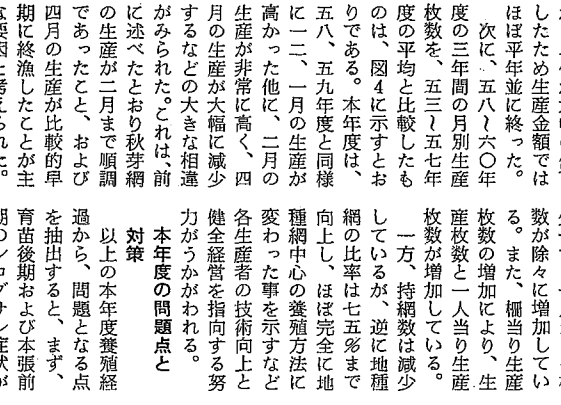 したため生産金額では
ほぼ平年並に終った。
次に、五八〜六〇年
度の三年間の月別生産
枚数を、五三〜五七年
度の平均と比較したも
のは、図4に示すとお
りである。本年度は、
五八、五九年度と同様
に一二、一月の生産が
高かった他に、二月の
生産が非常に高く、四
月の生産が大幅に減少
するなどの大きな相違
がみられた。これは、前
に述べたとおり秋芽網
の生産が二月まで順調
であったこと、および
四月の生産が比較的早
期に終漁したことが主
な要因と考えられた。
数が除々に増加してい
る。また、柵当り生産
枚数の増加により、生
産枚数と一人当り生産
枚数が増加している。
一方、持網数は減少
しているが、逆に地種
網の比率は七五％まで
向上し、ほぼ完全に地
種網中心の養殖方法に
変わった事を示すなど
各生産者の技術向上と
健全経営を指向する努
力がうかがわれる。
本年度の問題点と
対策
以上の本年度養殖経
過から、問題となる点
を抽出すると、まず、
育苗後期および本張前